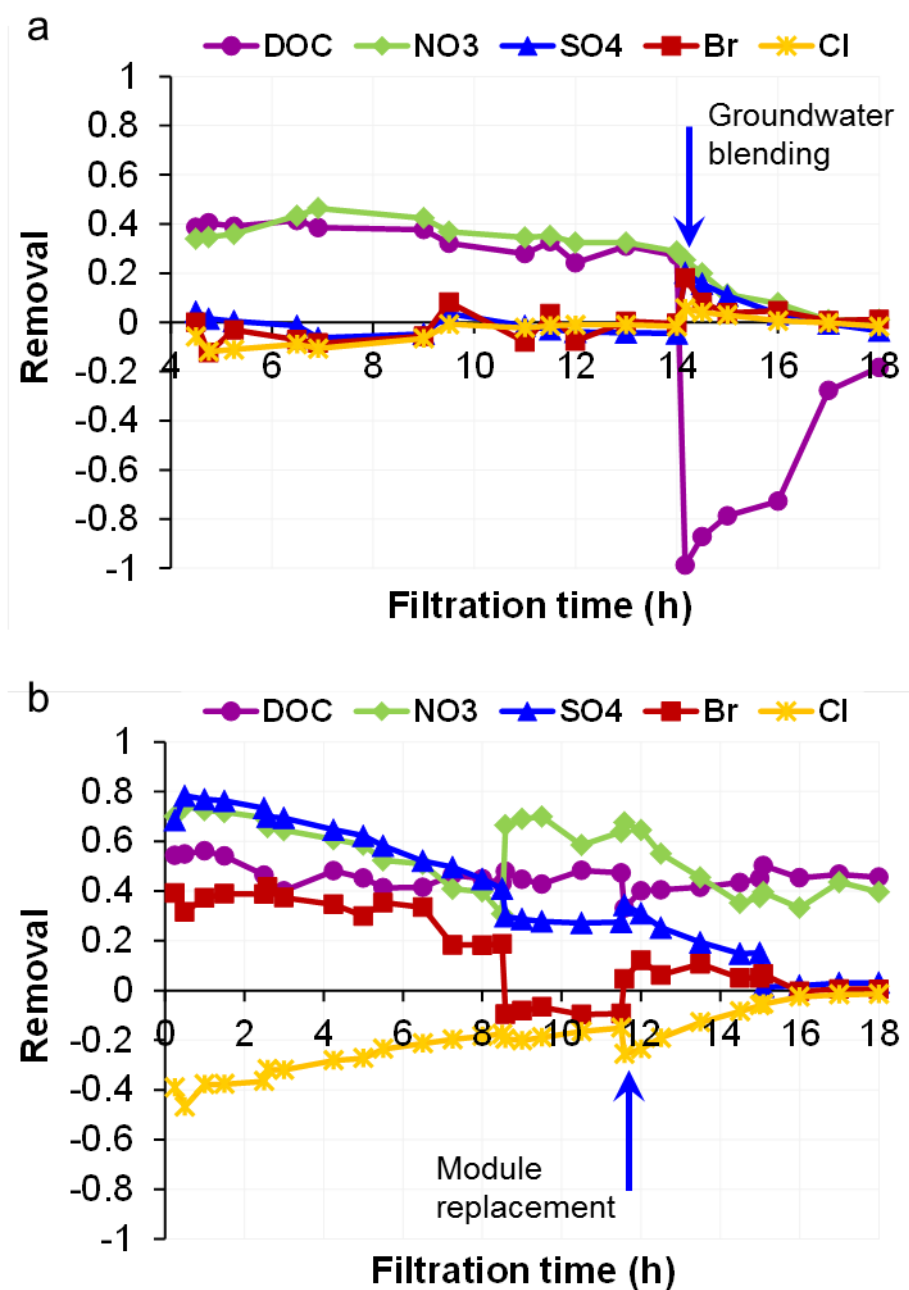 a
DOC NO3 SO4 Br Cl
1
0.8
0.6
0.4
0.2
0
-0.2
-0.4
-0.6
-0.8
-1
4 6 8 10 12 14 16 18
Removal
Groundwater
blending
Filtration time (h)
b
DOC NO3 SO4 Br Cl
1
0.8
0.6
0.4
0.2
0
-0.2
-0.4
-0.6
-0.8
-1
0 2 4 6 8 10 12 14 16 18
Removal
Module
replacement
Filtration time (h)